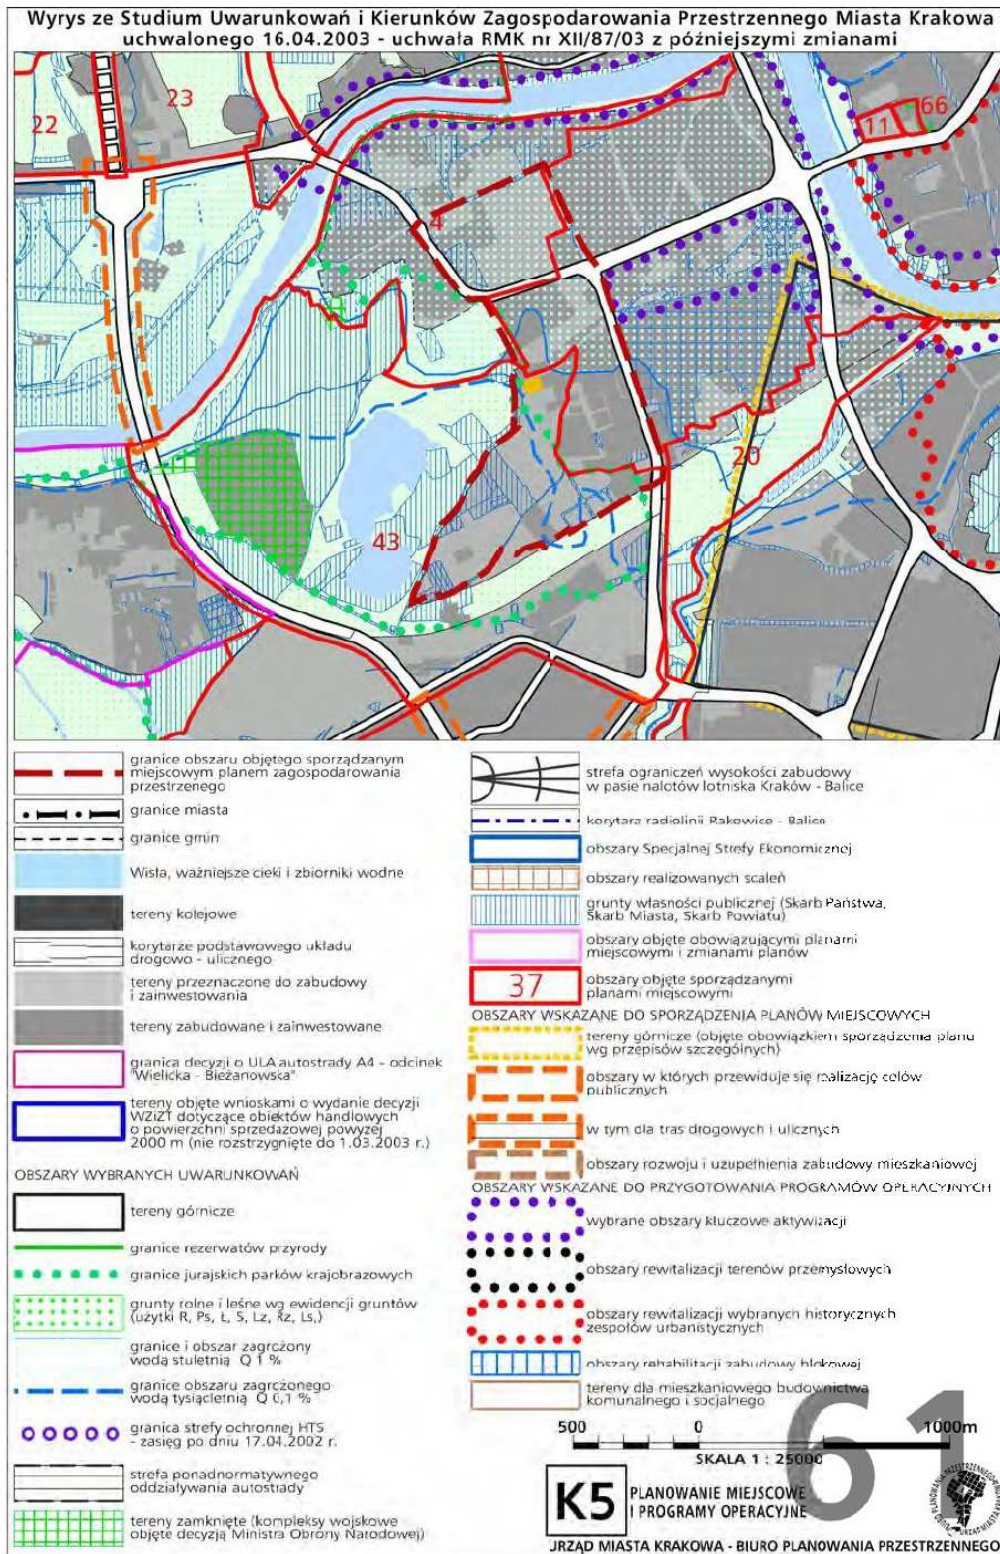 Wyrys ze Studium Uwarunkowań i Kierunków Zagospodarowania Przestrzennego Miasta Krakowa
uchwalonego 16.04.2003 - uchwała RMK nr XII/87/03 z późniejszymi zmianami
22
23
4
11
66
20
43
granice obszaru objętego sporządzanym
miejscowym planem zagospodarowania
przestrzenego
granice miasta
granice gmin
Wisła, ważniejsze cieki i zbiorniki wodne
tereny kolejowe
korytarze podstawowego układu
drogowo - ulicznego
tereny przeznaczone do zabudowy
i zainwestowania
tereny zabudowane i zainwestowane
granica decyzji o ULA autostrady A4 - odcinek
"Wielicka - Bieżanowska"
tereny objęte wnioskami o wydanie decyzji
WZiZT dotyczące obiektów handlowych
o powierzchni sprzedażowej powyżej
2000 m (nie rozstrzygnięte do 1.03.2003 r.)
OBSZARY WYBRANYCH UWARUNKOWAŃ
tereny górnicze
granice rezerwatów przyrody
granice jurajskich parków krajobrazowych
grunty rolne i leśne wg ewidencji gruntów
(użytki R, Ps, Ł, S, Lz, Rz, Ls,)
granice i obszar zagrożony
wodą stuletnią Q 1 %
granice obszaru zagrożonego
wodą tysiącletnią Q 0,1 %
granica strefy ochronnej HTS
- zasięg po dniu 17.04.2002 r.
strefa ponadnormatywnego
oddziaływania autostrady
tereny zamknięte (kompleksy wojskowe
objęte decyzją Ministra Obrony Narodowej)
strefa ograniczeń wysokości zabudowy
w pasie nalotów lotniska Kraków - Balice
korytarz radiolinii Rakowice - Balice
obszary Specjalnej Strefy Ekonomicznej
obszary realizowanych scaleń
grunty własności publicznej (Skarb Państwa,
Skarb Miasta, Skarb Powiatu)
obszary objęte obowiązującymi planami
miejscowymi i zmianami planów
37
obszary objęte sporządzanymi
planami miejscowymi
OBSZARY WSKAZANE DO SPORZĄDZENIA PLANÓW MIEJSCOWYCH
tereny górnicze (objęte obowiązkiem sporządzenia planu
wg przepisów szczególnych)
obszary w których przewiduje się realizację celów
publicznych
w tym dla tras drogowych i ulicznych
obszary rozwoju i uzupełnienia zabudowy mieszkaniowej
OBSZARY WSKAZANE DO PRZYGOTOWANIA PROGRAMÓW OPERACYJNYCH
wybrane obszary kluczowe aktywizacji
obszary rewitalizacji terenów przemysłowych
obszary rewitalizacji wybranych historycznych
zespołów urbanistycznych
obszary rehabilitacji zabudowy blokowej
tereny dla mieszkaniowego budownictwa
komunalnego i socjalnego
61
500 0 1000m
SKALA 1 : 25000
K5
PLANOWANIE MIEJSCOWE
I PROGRAMY OPERACYJNE
URZĄD MIASTA KRAKOWA - BIURO PLANOWANIA PRZESTRZENNEGO